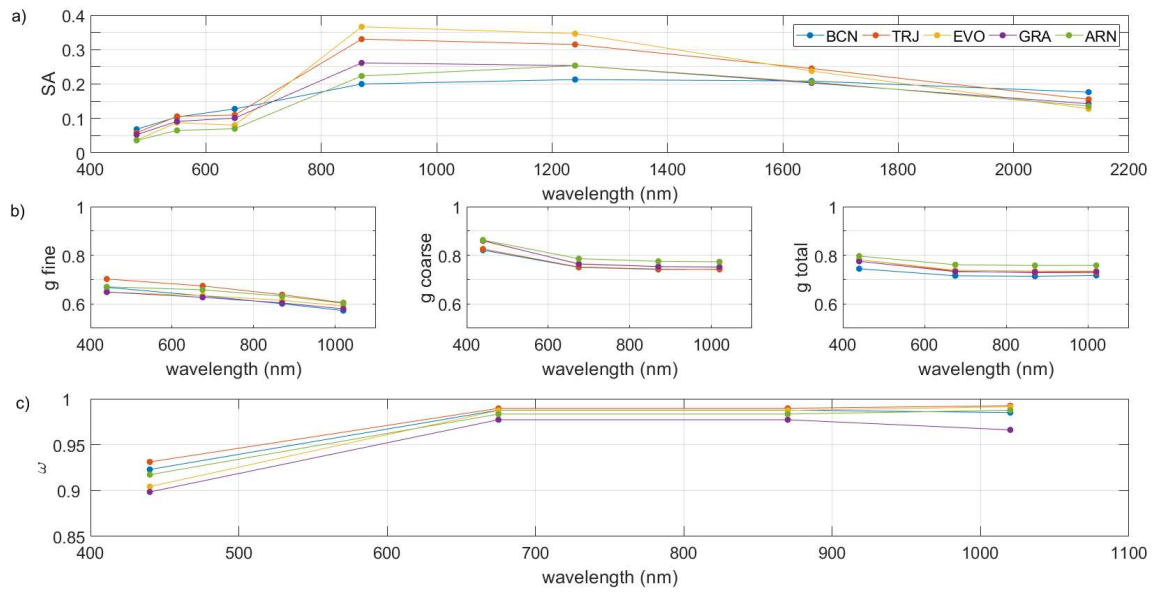 a)
0.4
0.3
0.2
0.1
0
SA
BCN TRJ EVO GRA ARN
400 600 800 1000 1200 1400 1600 1800 2000 2200
wavelength (nm)
b)
1
0.8
0.6
g fine
400 600 800 1000
wavelength (nm)
1
0.8
0.6
g coarse
400 600 800 1000
wavelength (nm)
1
0.8
0.6
g total
400 600 800 1000
wavelength (nm)
c)
1
0.95
0.9
0.85
ω
400 500 600 700 800 900 1000 1100
wavelength (nm)